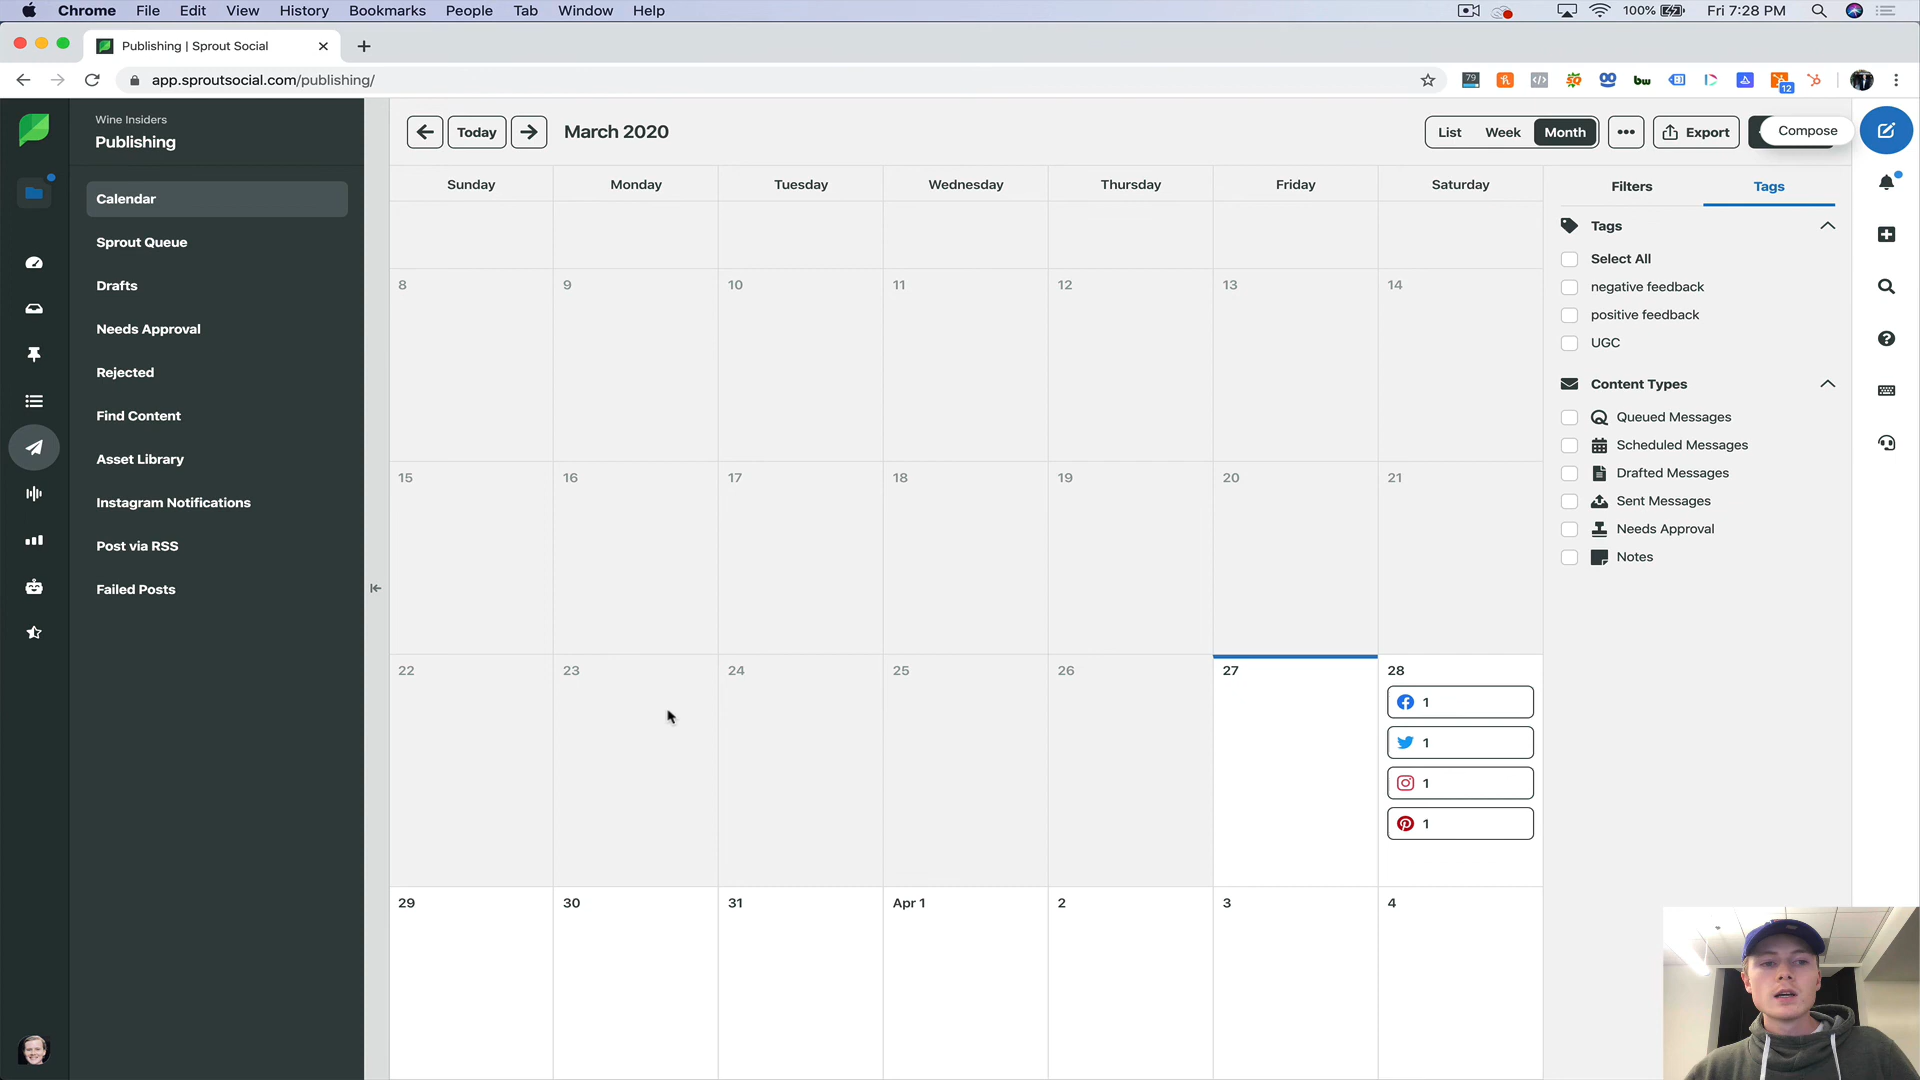 Chrome File Edit View History Bookmarks People Tab Window Help
100% Fri 7:28 PM
Publishing | Sprout Social
app.sproutsocial.com/publishing/
79
12
Wine Insiders
Publishing
Calendar
Sprout Queue
Drafts
Needs Approval
Rejected
Find Content
Asset Library
Instagram Notifications
Post via RSS
Failed Posts
Today
March 2020
List Week Month
Export
Compose
Sunday Monday Tuesday Wednesday Thursday Friday Saturday
8 9 10 11 12 13 14
15 16 17 18 19 20 21
22 23 24 25 26 27 28
1
1
1
1
29 30 31 Apr 1 2 3 4
Filters Tags
Tags
Select All
negative feedback
positive feedback
UGC
Content Types
Queued Messages
Scheduled Messages
Drafted Messages
Sent Messages
Needs Approval
Notes